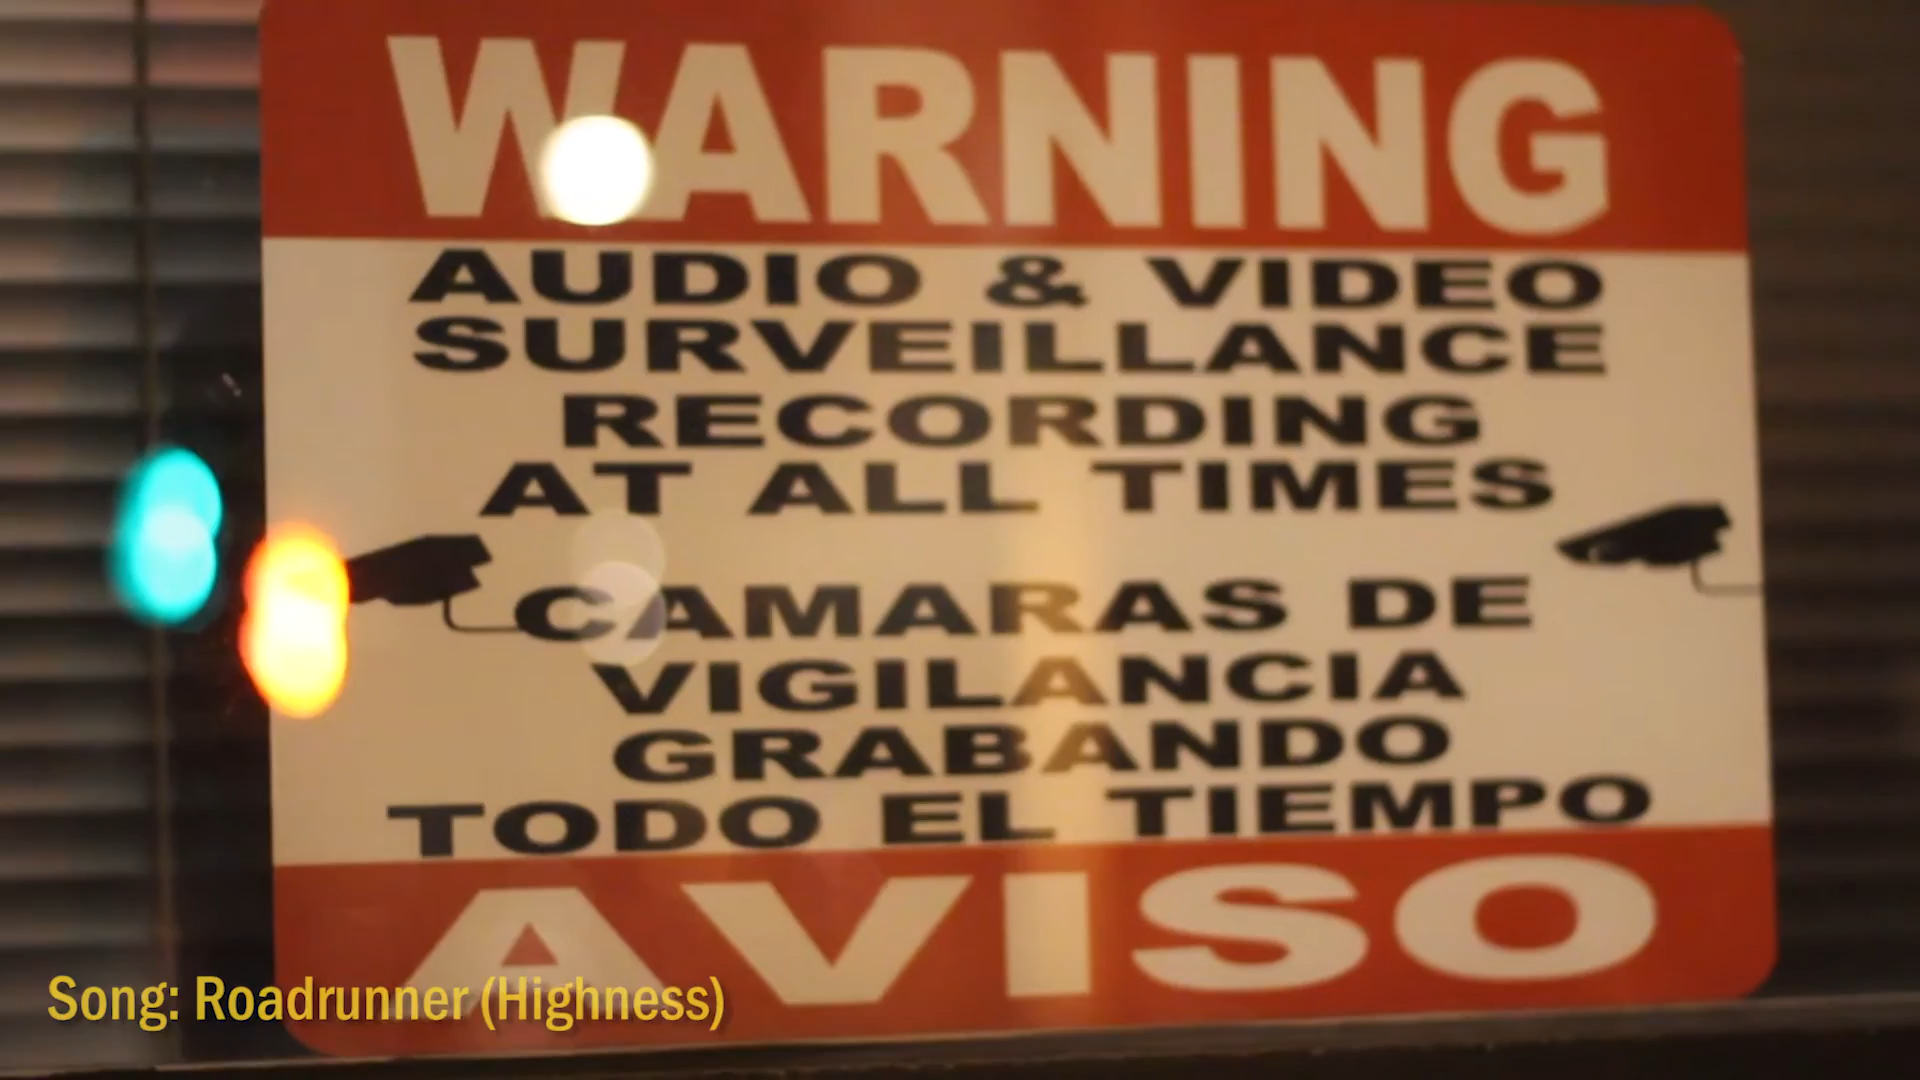 WARNING
AUDIO & VIDEO
SURVEILLANCE
RECORDING
AT ALL TIMES
CAMARAS DE
VIGILANCIA
GRABANDO
TODO EL TIEMPO
AVISO
Song: Roadrunner (Highness)